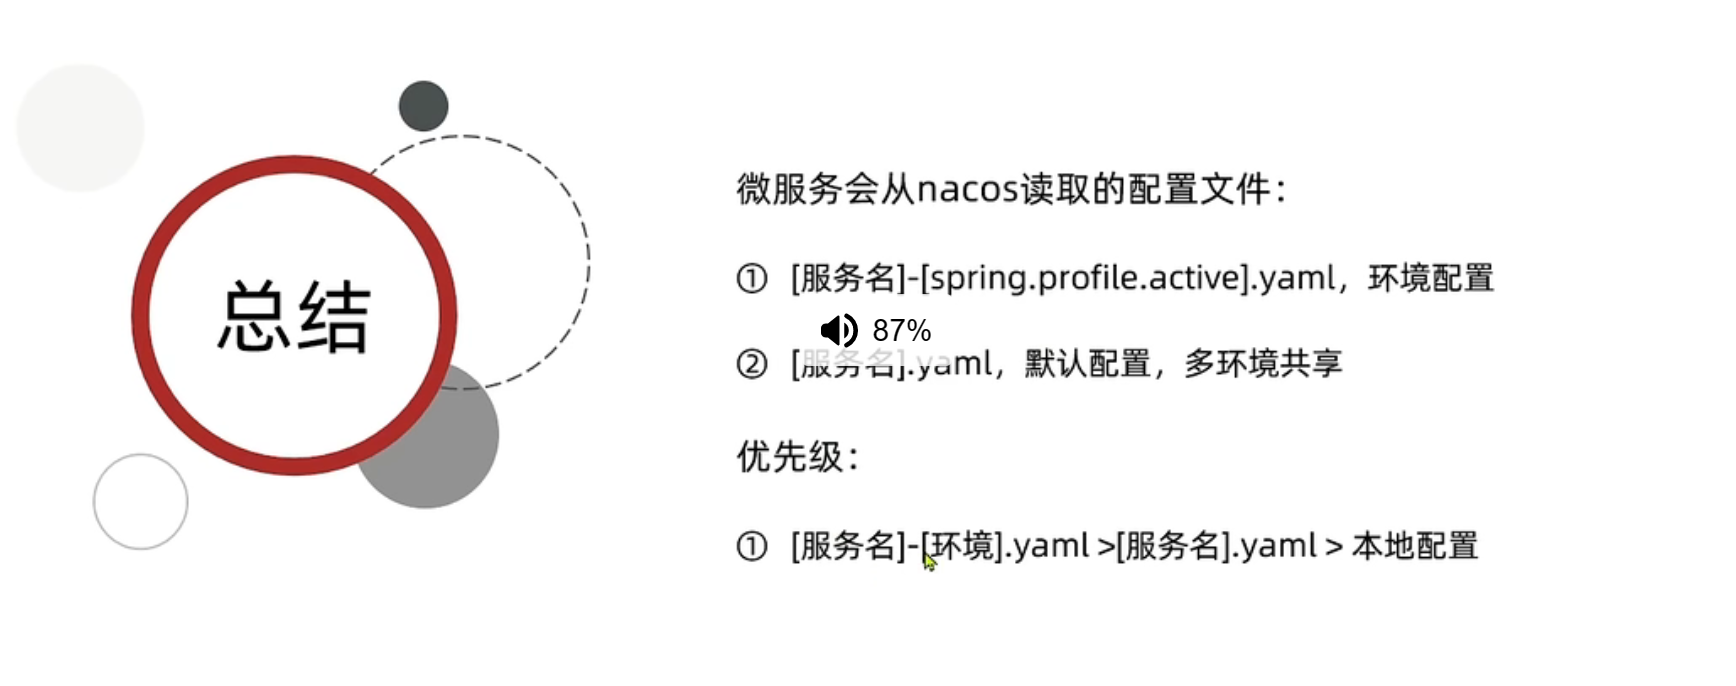 总结
微服务会从nacos读取的配置文件：
① [服务名]-[spring.profile.active].yaml，环境配置
87%
② [服务名].yaml，默认配置，多环境共享
优先级：
① [服务名]-[环境].yaml >[服务名].yaml > 本地配置